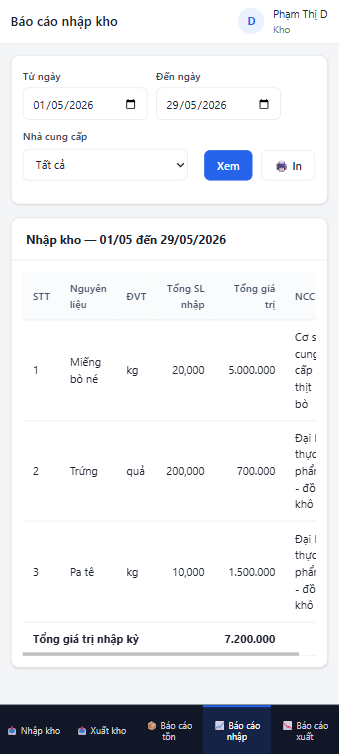 Báo cáo nhập kho
D
Phạm Thị D
Kho
Từ ngày
Đến ngày
01/05/2026
29/05/2026
Nhà cung cấp
Tất cả
Xem
In
Nhập kho — 01/05 đến 29/05/2026
STT Nguyên liệu ĐVT Tổng SL nhập Tổng giá trị NCC
1 Miếng bò né kg 20,000 5.000.000 Cơ cung cấp thịt bò
2 Trứng quả 200,000 700.000 Đại - đồ khô
3 Pa tê kg 10,000 1.500.000 Đại - đồ khô
Tổng giá trị nhập kỳ 7.200.000
Nhập kho
Xuất kho
Báo cáo tồn
Báo cáo nhập
Báo cáo xuất